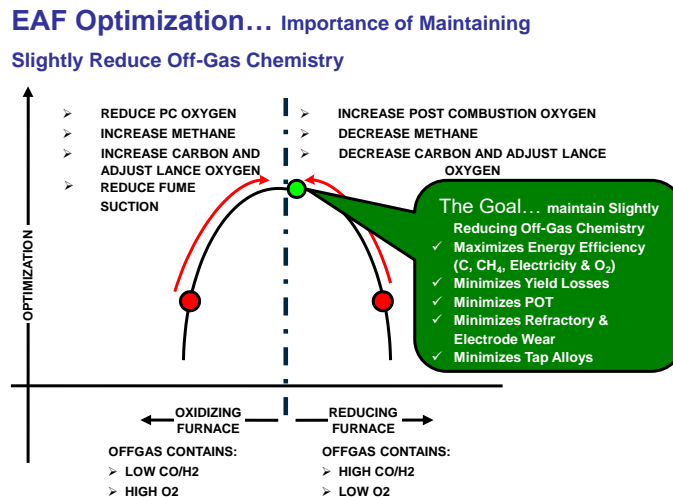 EAF Optimization... Importance of Maintaining
Slightly Reduce Off-Gas Chemistry
➢ REDUCE PC OXYGEN
➢ INCREASE METHANE
➢ INCREASE CARBON AND
ADJUST LANCE OXYGEN
➢ REDUCE FUME
SUCTION
➢ INCREASE POST COMBUSTION OXYGEN
➢ DECREASE METHANE
➢ DECREASE CARBON AND ADJUST LANCE
OXYGEN
The Goal... maintain Slightly
Reducing Off-Gas Chemistry
✓ Maximizes Energy Efficiency
(C, CH₄, Electricity & O₂)
✓ Minimizes Yield Losses
✓ Minimizes POT
✓ Minimizes Refractory &
Electrode Wear
✓ Minimizes Tap Alloys
OPTIMIZATION
OXIDIZING
FURNACE
REDUCING
FURNACE
OFFGAS CONTAINS:
➢ LOW CO/H2
➢ HIGH O2
OFFGAS CONTAINS:
➢ HIGH CO/H2
➢ LOW O2